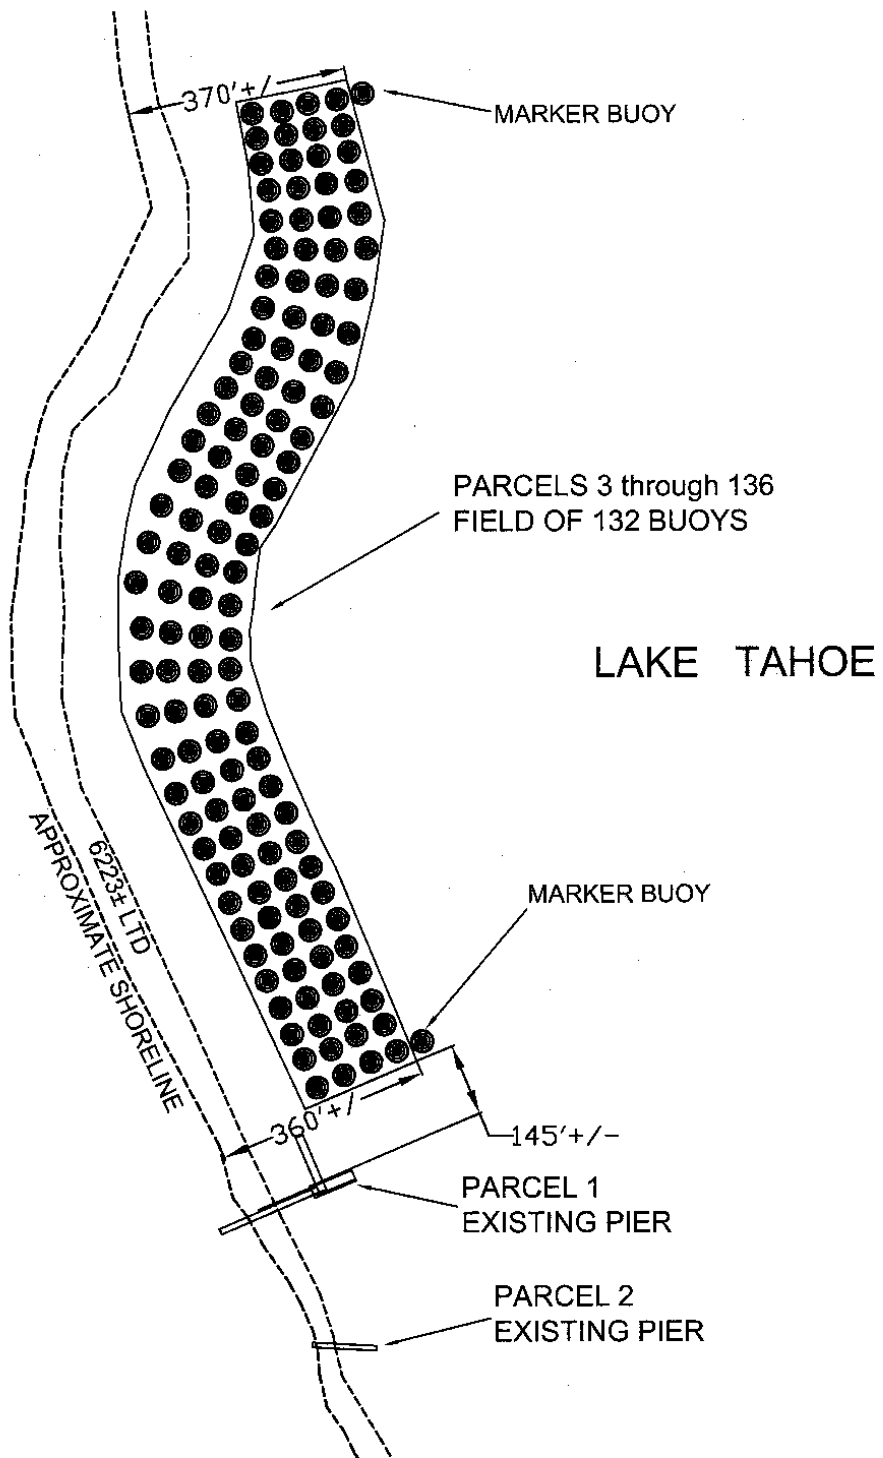 370'+/
MARKER BUOY
PARCELS 3 through 136
FIELD OF 132 BUOYS
LAKE TAHOE
APPROXIMATE SHORELINE
6223± LTD
MARKER BUOY
360'+/
145'+/-
PARCEL 1
EXISTING PIER
PARCEL 2
EXISTING PIER